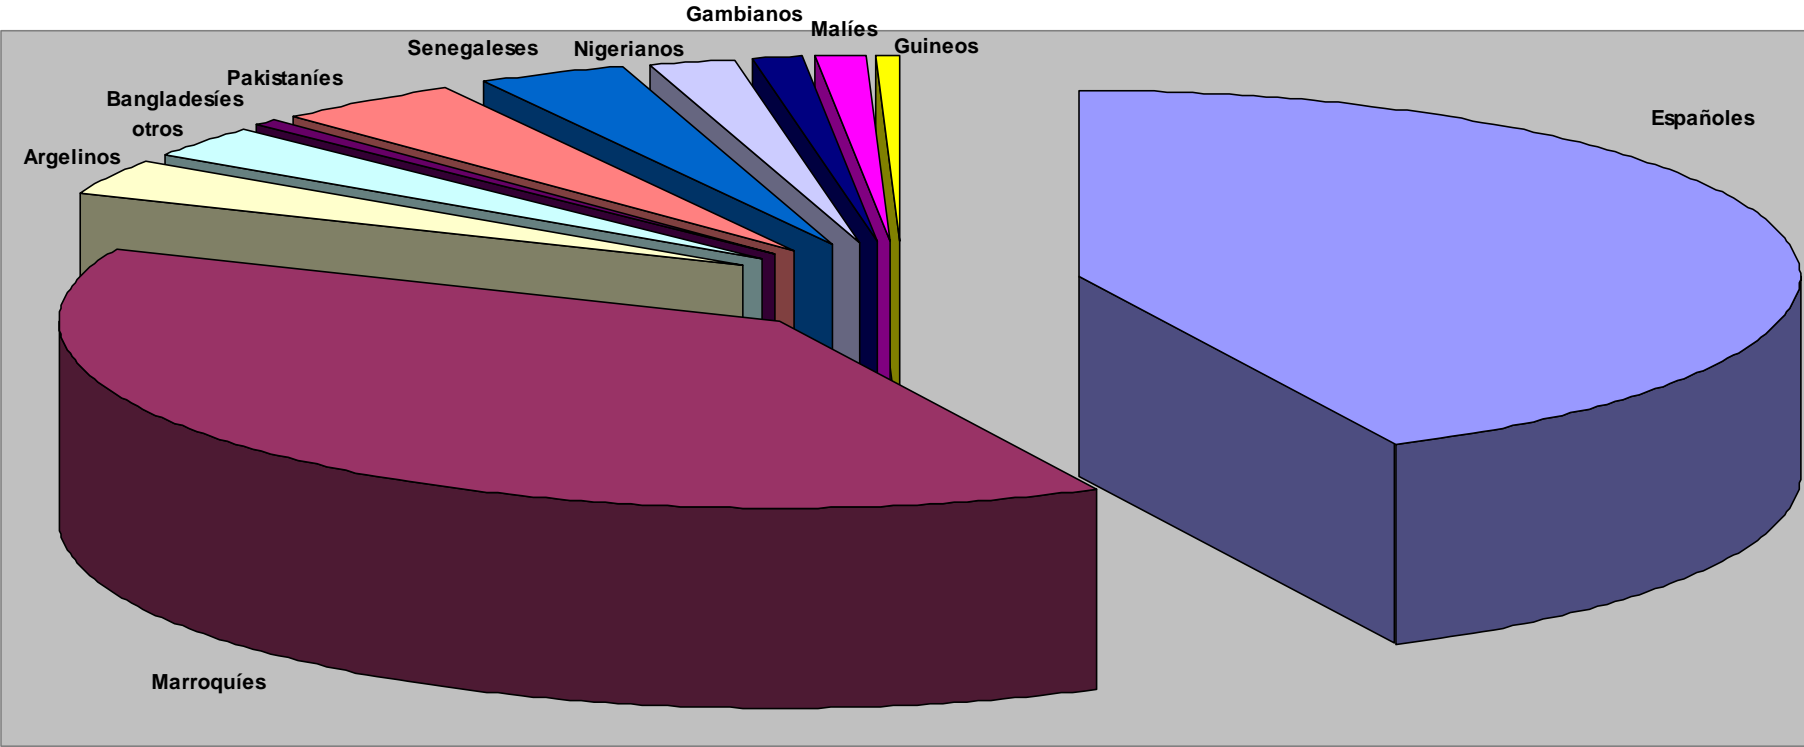 Gambianos
Malíes
Guineos
Senegaleses
Nigerianos
Pakistaníes
Bangladesíes
otros
Argelinos
Españoles
Marroquíes